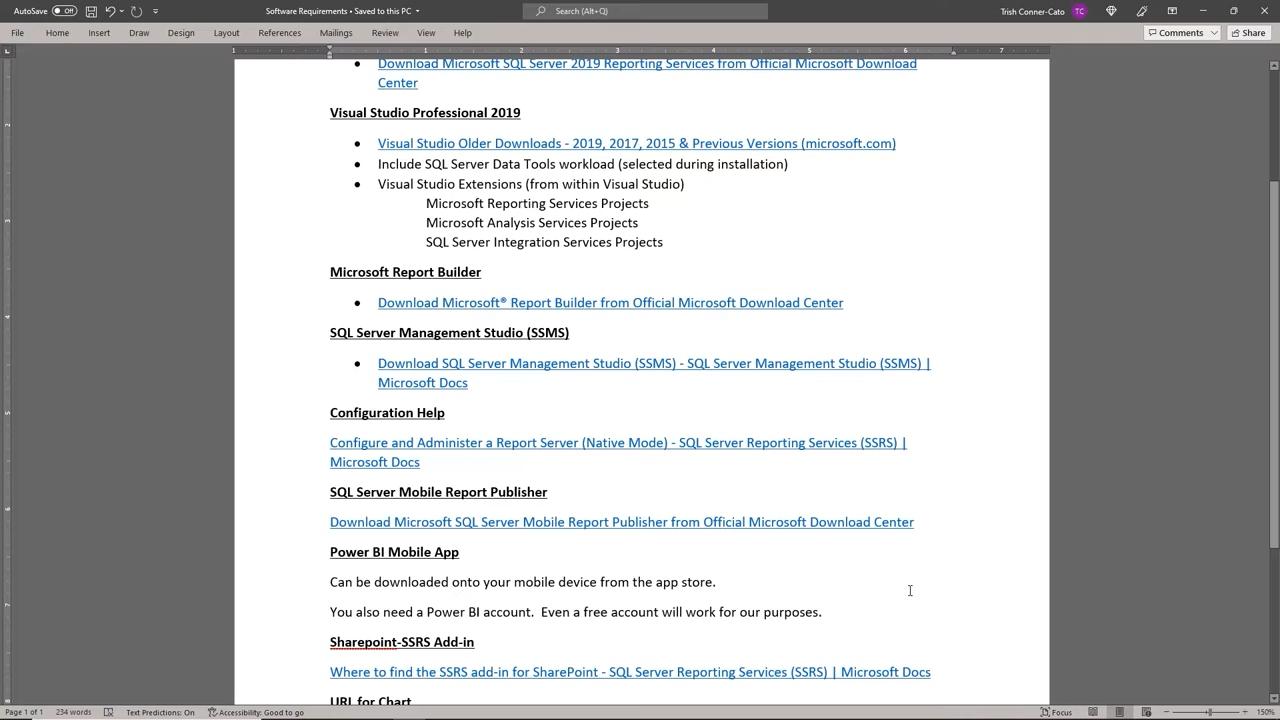 AutoSave Off Software Requirements • Saved to this PC Search (Alt+Q) Trish Conner-Cato TC
File Home Insert Draw Design Layout References Mailings Review View Help Comments Share
1 1 2 3 4 5 6 7
• Download Microsoft SQL Server 2019 Reporting Services from Official Microsoft Download
Center
Visual Studio Professional 2019
• Visual Studio Older Downloads - 2019, 2017, 2015 & Previous Versions (microsoft.com)
• Include SQL Server Data Tools workload (selected during installation)
• Visual Studio Extensions (from within Visual Studio)
Microsoft Reporting Services Projects
Microsoft Analysis Services Projects
SQL Server Integration Services Projects
Microsoft Report Builder
• Download Microsoft® Report Builder from Official Microsoft Download Center
SQL Server Management Studio (SSMS)
• Download SQL Server Management Studio (SSMS) - SQL Server Management Studio (SSMS) |
Microsoft Docs
Configuration Help
Configure and Administer a Report Server (Native Mode) - SQL Server Reporting Services (SSRS) |
Microsoft Docs
SQL Server Mobile Report Publisher
Download Microsoft SQL Server Mobile Report Publisher from Official Microsoft Download Center
Power BI Mobile App
Can be downloaded onto your mobile device from the app store.
You also need a Power BI account. Even a free account will work for our purposes.
Sharepoint-SSRS Add-in
Where to find the SSRS add-in for SharePoint - SQL Server Reporting Services (SSRS) | Microsoft Docs
URL for Chart
Page 1 of 1 234 words Text Predictions: On Accessibility: Good to go Focus 150%